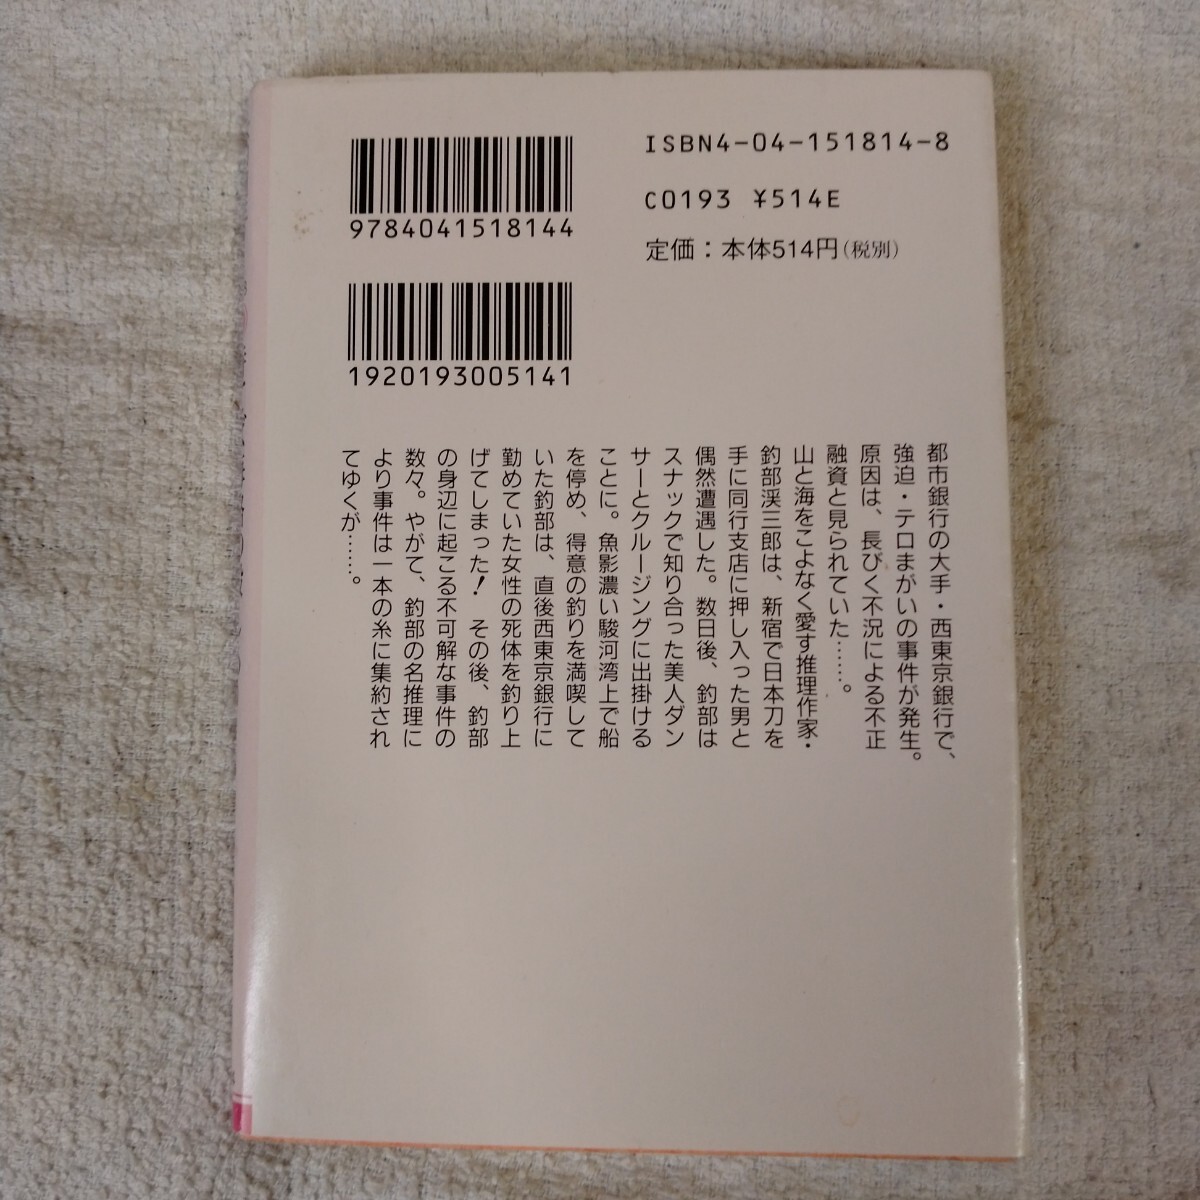 ISBN4-04-151814-8
C0193 ¥514E
定価：本体514円（税別）
9784041518144
1920193005141
都市銀行の大手・西東京銀行で、
強迫・テロまがいの事件が発生。
原因は、長びく不況による不正
融資と見られていた……。
山と海をこよなく愛す推理作家・
釣部渓三郎は、新宿で日本刀を
手に同行支店に押し入った男と
偶然遭遇した。数日後、釣部は
スナックで知り合った美人ダン
サーとクルージングに出掛ける
ことに。魚影濃い駿河湾上で船
を停め、得意の釣りを満喫して
いた釣部は、直後西東京銀行に
勤めていた女性の死体を釣り上
げてしまった！　その後、釣部
の身辺に起こる不可解な事件の
数々。やがて、釣部の名推理に
より事件は一本の糸に集約され
てゆくが……。